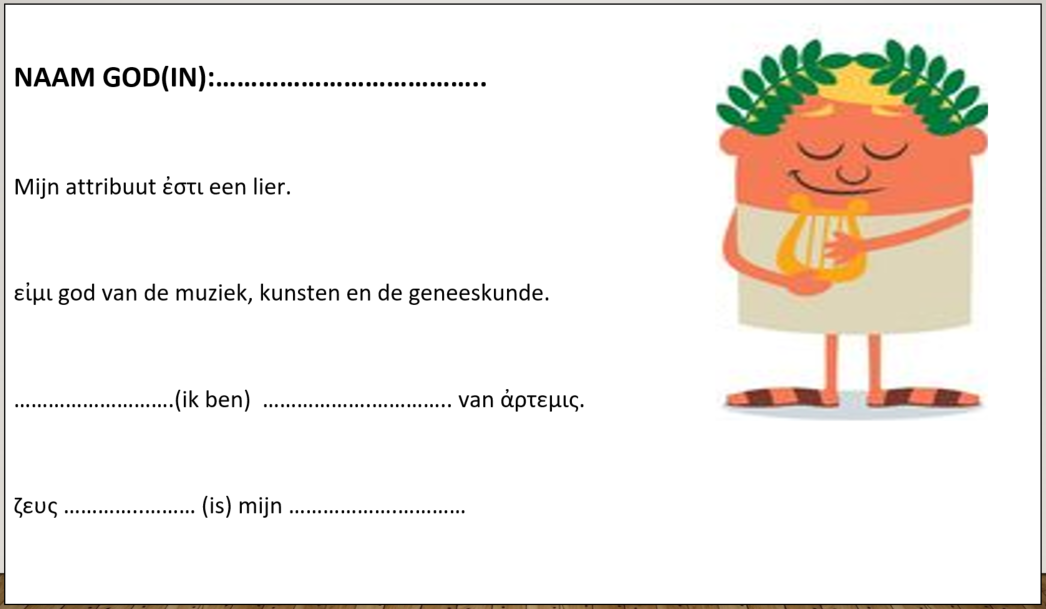 NAAM GOD(IN):………………………………..
Mijn attribuut ἐστι een lier.
εἰμι god van de muziek, kunsten en de geneeskunde.
……………………….(ik ben) ………………………….. van ἀρτεμις.
ζευς …………..……… (is) mijn ……………….…………